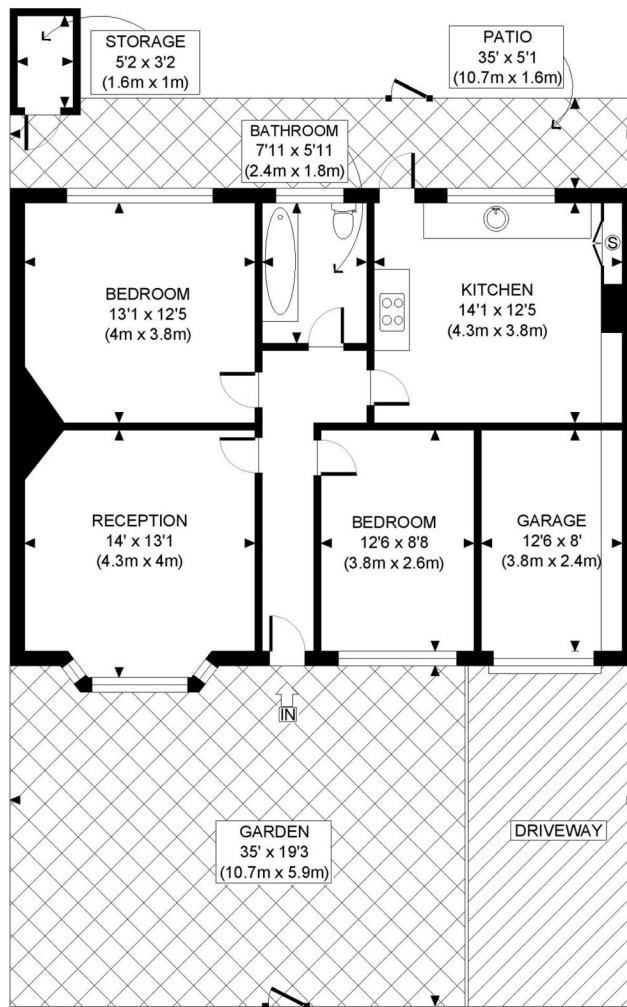 STORAGE
5'2 x 3'2
(1.6m x 1m)
PATIO
35' x 5'1
(10.7m x 1.6m)
BATHROOM
7'11 x 5'11
(2.4m x 1.8m)
BEDROOM
13'1 x 12'5
(4m x 3.8m)
KITCHEN
14'1 x 12'5
(4.3m x 3.8m)
S
RECEPTION
14' x 13'1
(4.3m x 4m)
BEDROOM
12'6 x 8'8
(3.8m x 2.6m)
GARAGE
12'6 x 8'
(3.8m x 2.4m)
IN
GARDEN
35' x 19'3
(10.7m x 5.9m)
DRIVEWAY